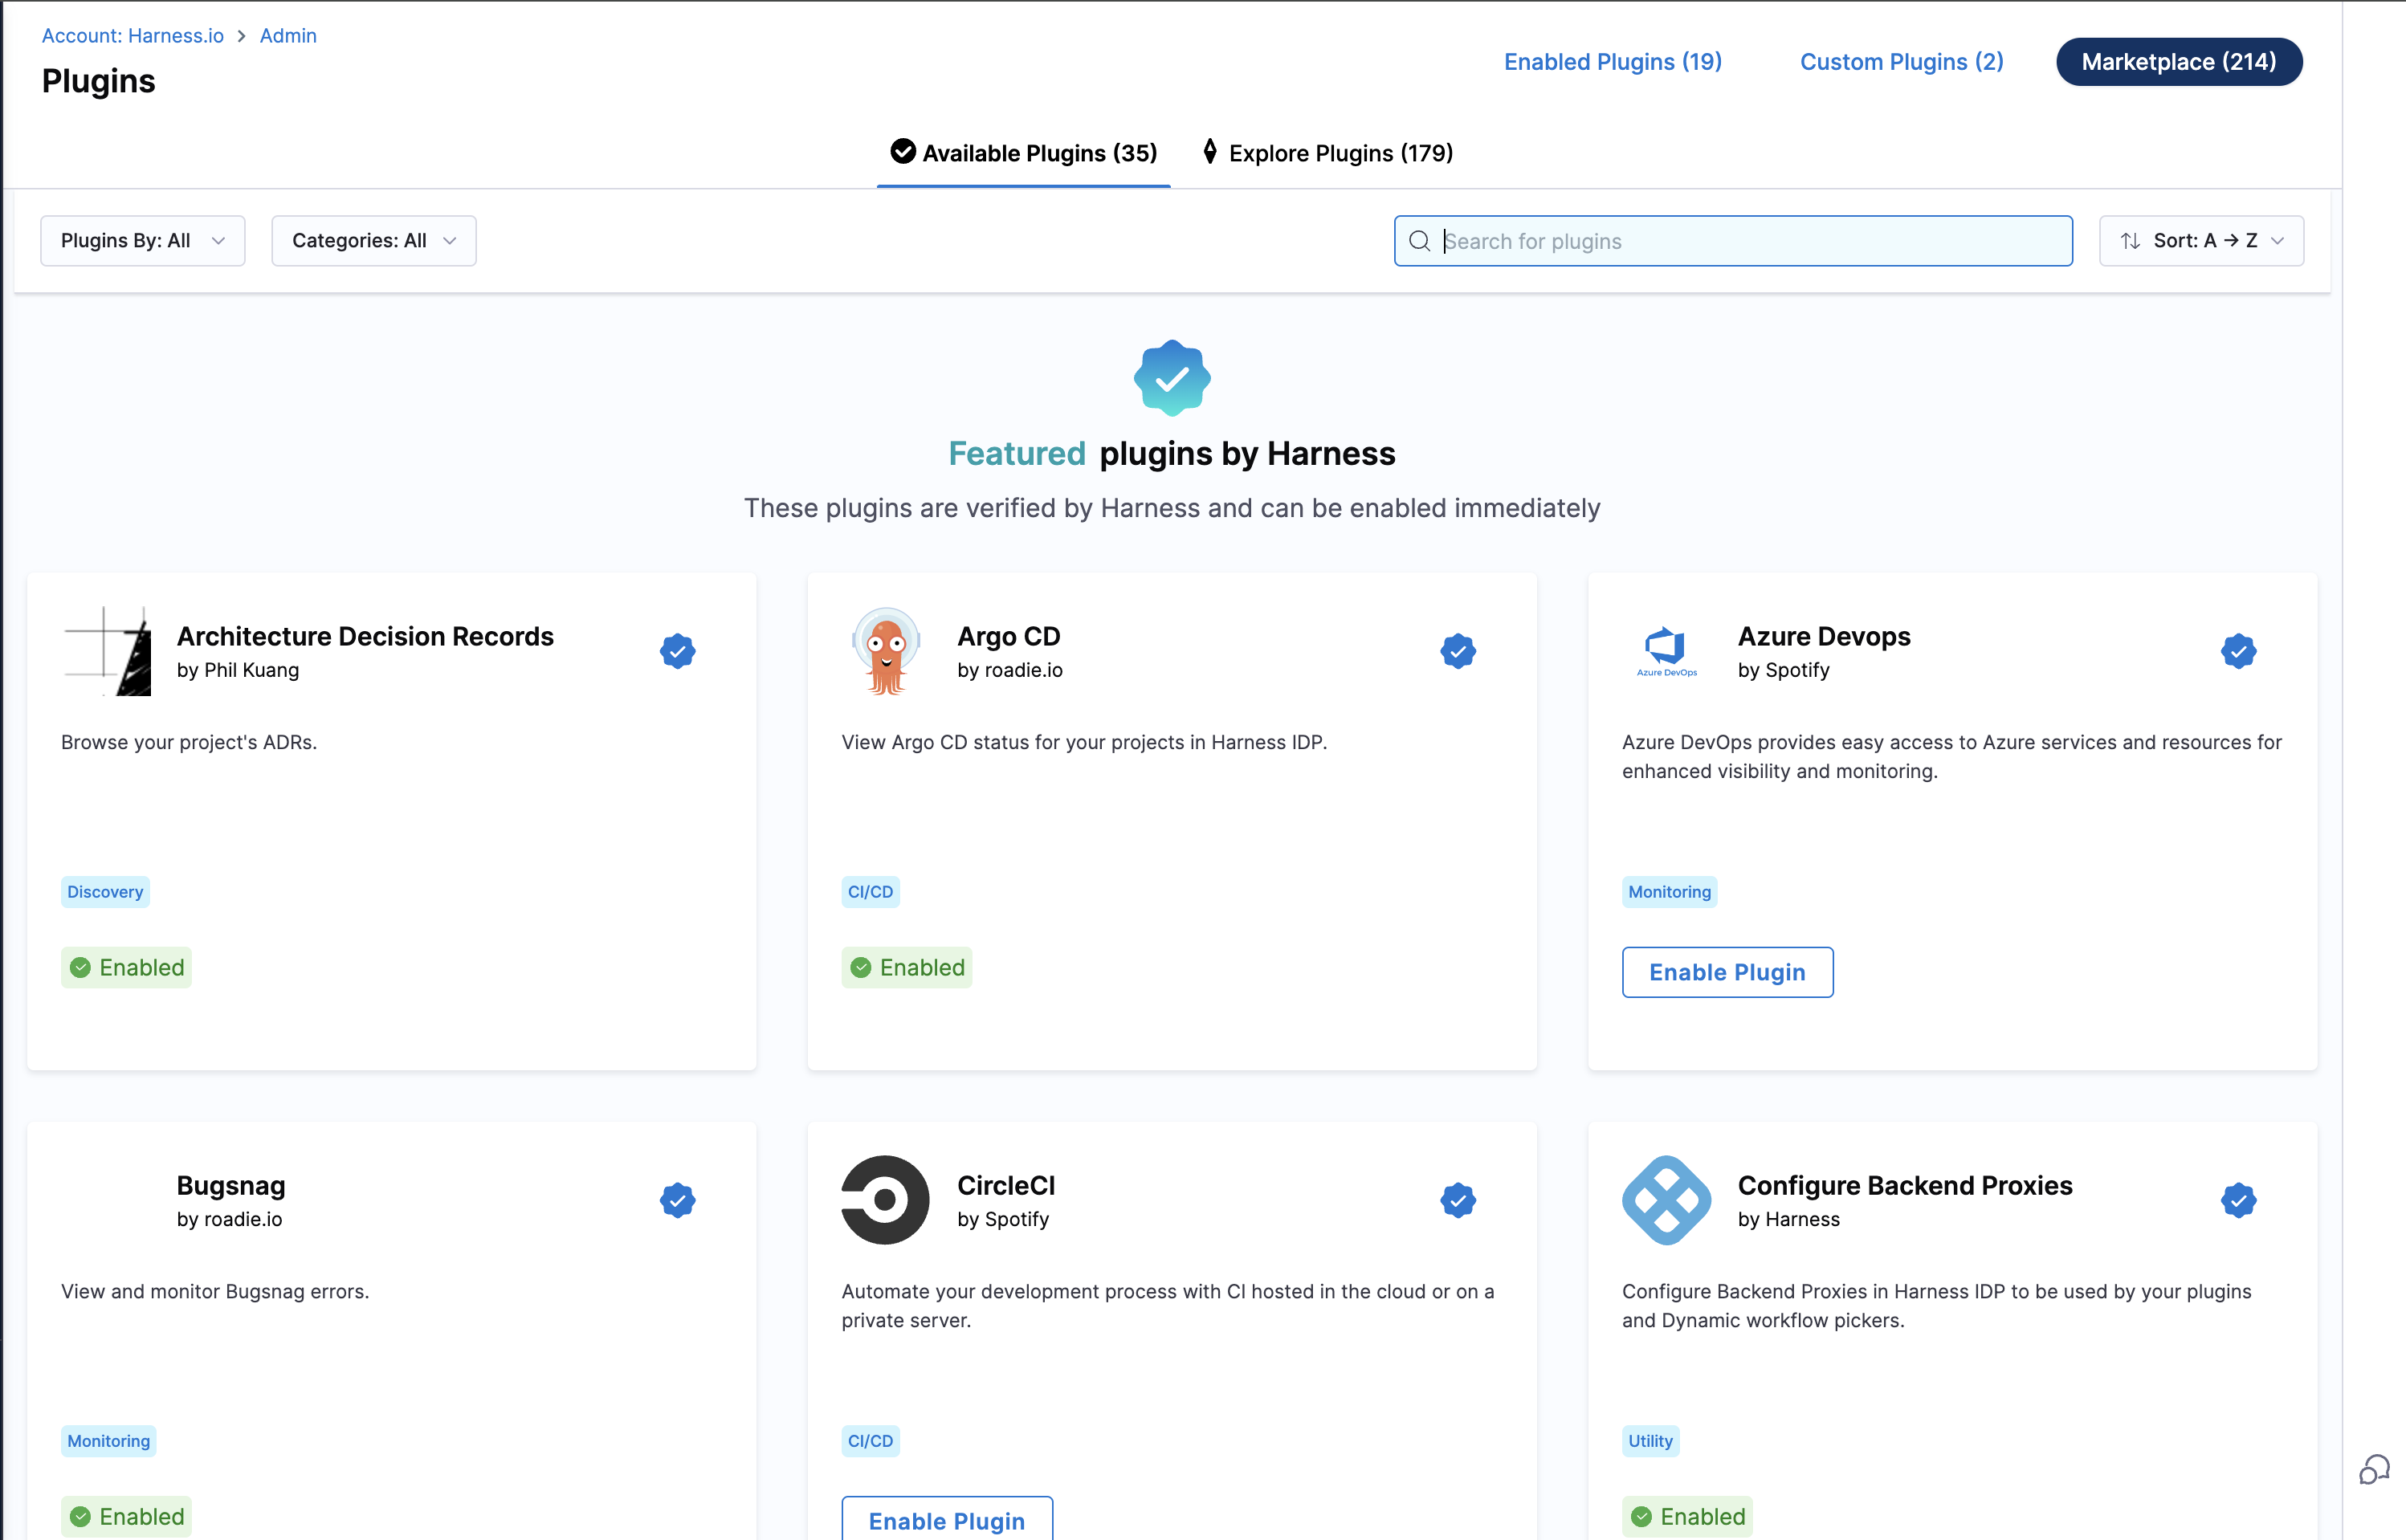 Account: Harness.io > Admin
Plugins
Enabled Plugins (19)
Custom Plugins (2)
Marketplace (214)
Available Plugins (35)
Explore Plugins (179)
Plugins By: All
Categories: All
Search for plugins
Sort: A → Z
Featured plugins by Harness
These plugins are verified by Harness and can be enabled immediately
Architecture Decision Records
by Phil Kuang
Browse your project's ADRs.
Discovery
Enabled
Argo CD
by roadie.io
View Argo CD status for your projects in Harness IDP.
CI/CD
Enabled
Azure DevOps
Azure Devops
by Spotify
Azure DevOps provides easy access to Azure services and resources for
enhanced visibility and monitoring.
Monitoring
Enable Plugin
Bugsnag
by roadie.io
View and monitor Bugsnag errors.
Monitoring
Enabled
CircleCI
by Spotify
Automate your development process with CI hosted in the cloud or on a
private server.
CI/CD
Enable Plugin
Configure Backend Proxies
by Harness
Configure Backend Proxies in Harness IDP to be used by your plugins
and Dynamic workflow pickers.
Utility
Enabled